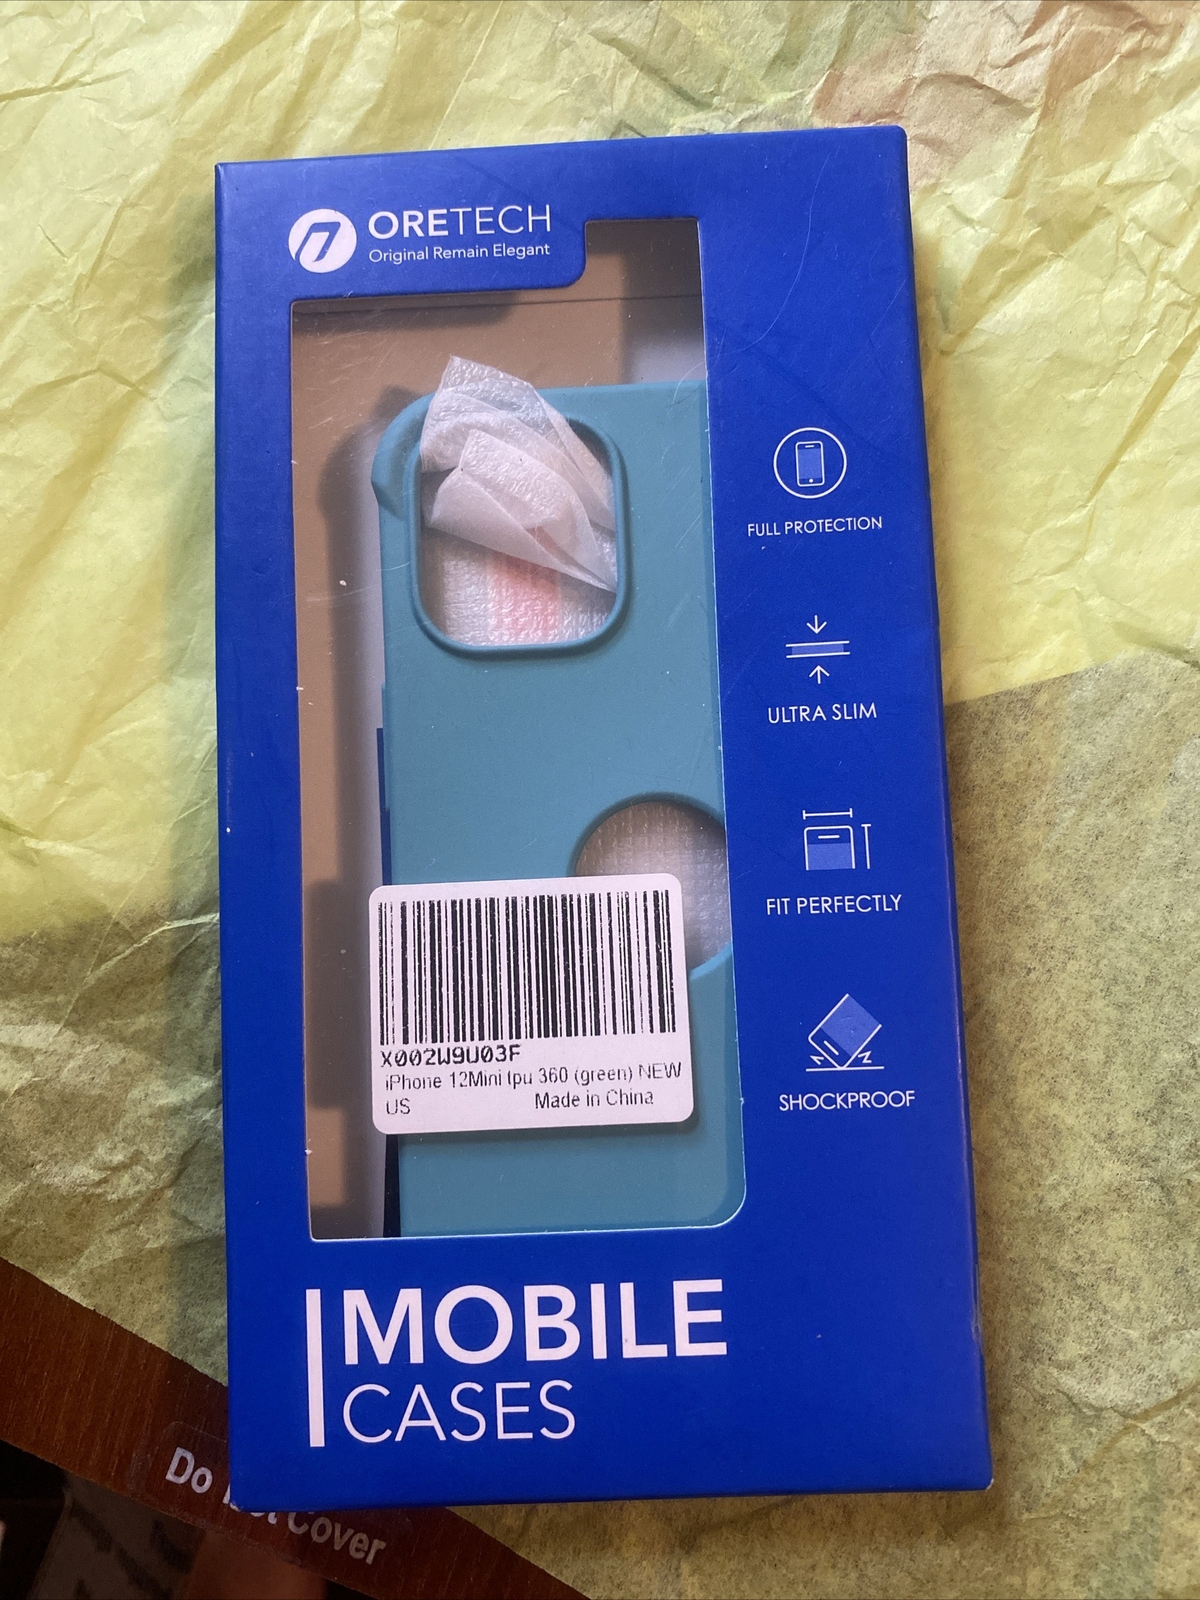 ORETECH
Original Remain Elegant
FULL PROTECTION
ULTRA SLIM
FIT PERFECTLY
SHOCKPROOF
X002W9U03F
iPhone 12Mini tpu 360 (green) NEW
US Made in China
MOBILE
CASES
Do Cover